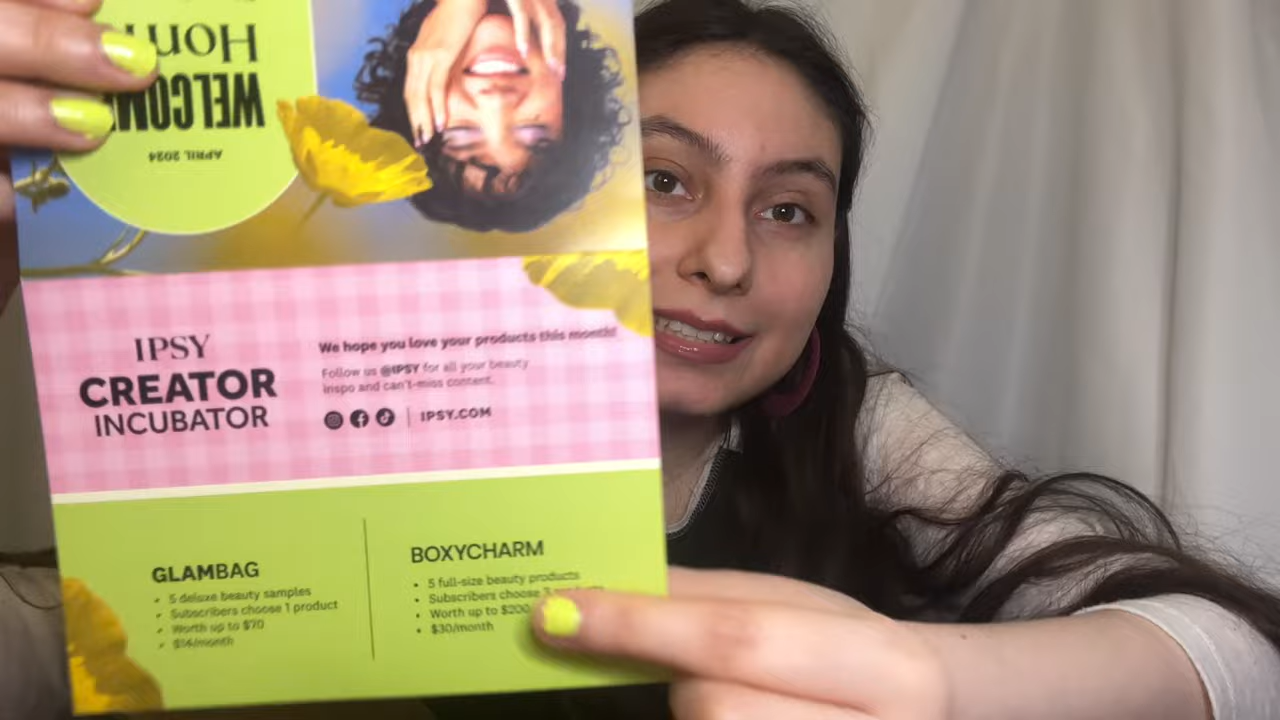 WELCOME
APRIL 2024
IPSY
CREATOR
INCUBATOR
We hope you love your products this month!
Follow us @IPSY for all your beauty
inspo and can't-miss content.
IPSY.COM
GLAMBAG
• 5 deluxe beauty samples
• Subscribers choose 1 product
• Worth up to $70
• $14/month
BOXYCHARM
• 5 full-size beauty products
• Subscribers choose
• Worth up to $200
• $30/month